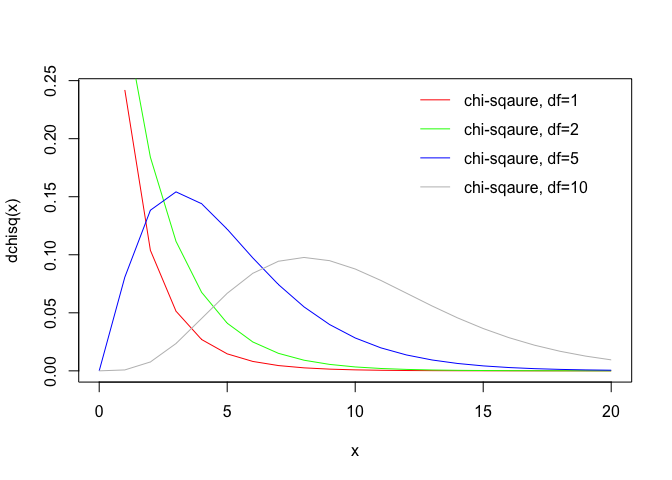 chi-sqaure, df=1
chi-sqaure, df=2
chi-sqaure, df=5
chi-sqaure, df=10
dchisq(x)
0.25
0.20
0.15
0.10
0.05
0.00
0 5 10 15 20
x